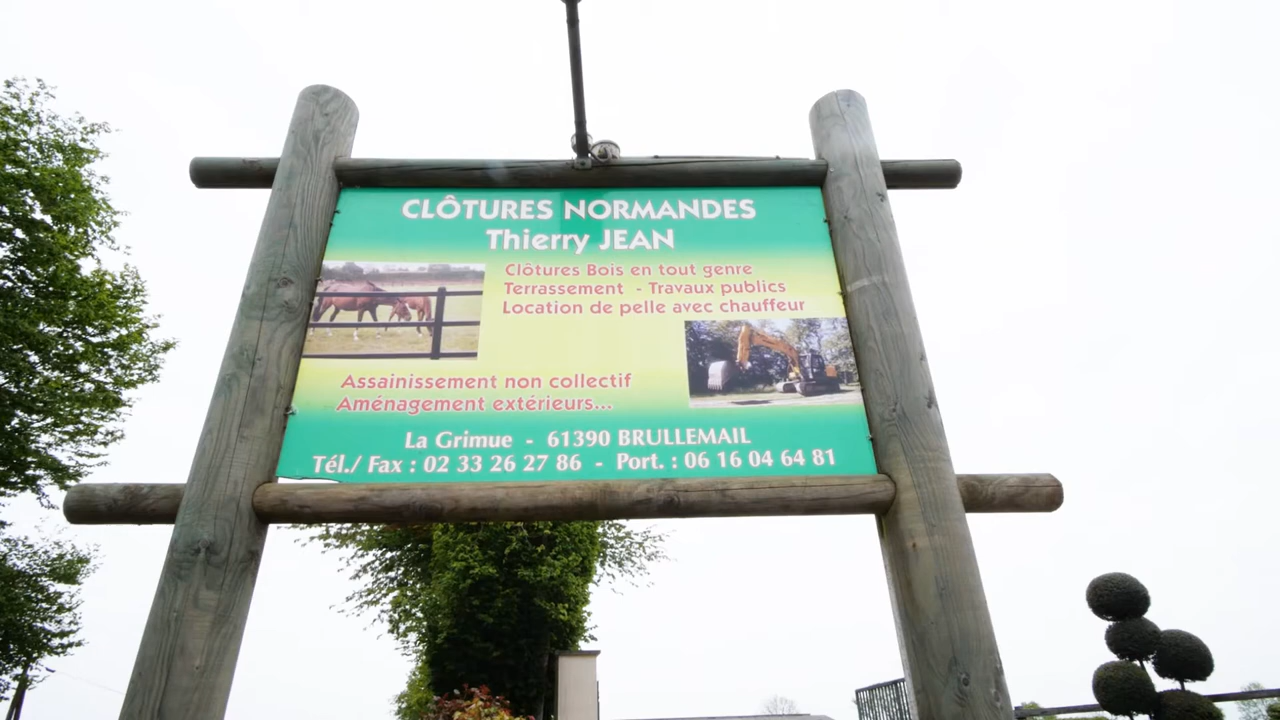 CLÔTURES NORMANDES
Thierry JEAN
Clôtures Bois en tout genre
Terrassement - Travaux publics
Location de pelle avec chauffeur
Assainissement non collectif
Aménagement extérieurs...
La Grimue - 61390 BRULLEMAIL
Tél./ Fax : 02 33 26 27 86 - Port. : 06 16 04 64 81